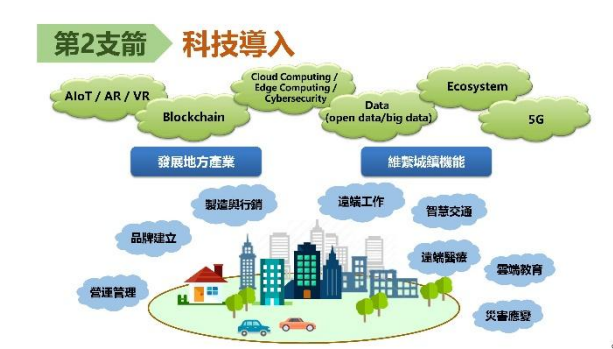 第2支箭
科技導入
AIoT / AR / VR
Blockchain
Cloud Computing /
Edge Computing /
Cybersecurity
Data
(open data/big data)
Ecosystem
5G
發展地方產業
維繫城鎮機能
製造與行銷
品牌建立
營運管理
遠端工作
智慧交通
遠端醫療
雲端教育
災害應變